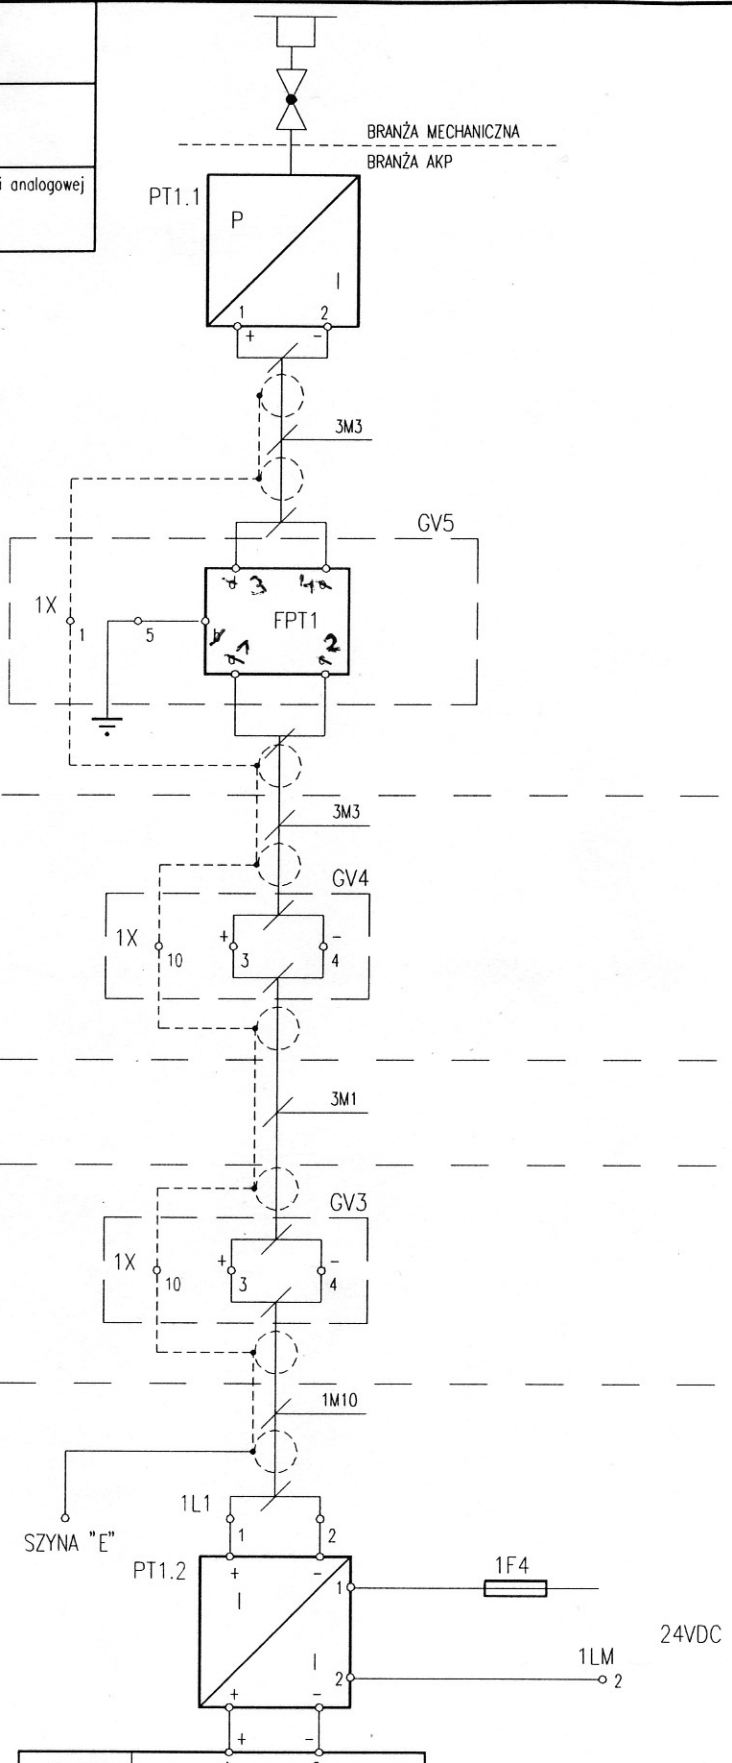 BRANŻA MECHANICZNA
BRANŻA AKP
i analogowej
PT1.1
P
I
1 2
+ -
3M3
GV5
3 4
1X
1
5
FPT1
1 2
3M3
GV4
1X
10
+ -
3 4
3M1
GV3
1X
10
+ -
3 4
1M10
1L1
1 2
SZYNA "E"
PT1.2
+ -
I
1
1F4
24VDC
I
2
1LM
2
+ -
+ -